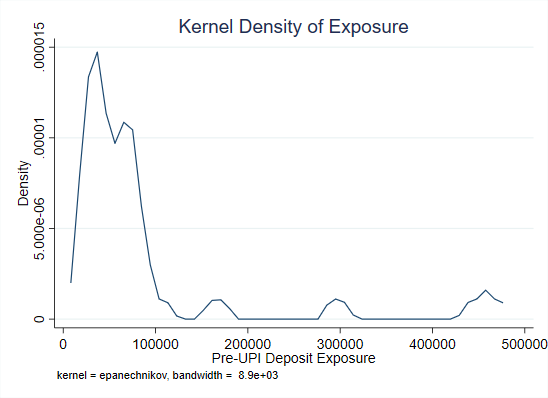 Kernel Density of Exposure
.000015
.00001
5.000e-06
0
Density
0 100000 200000 300000 400000 500000
Pre-UPI Deposit Exposure
kernel = epanechnikov, bandwidth = 8.9e+03